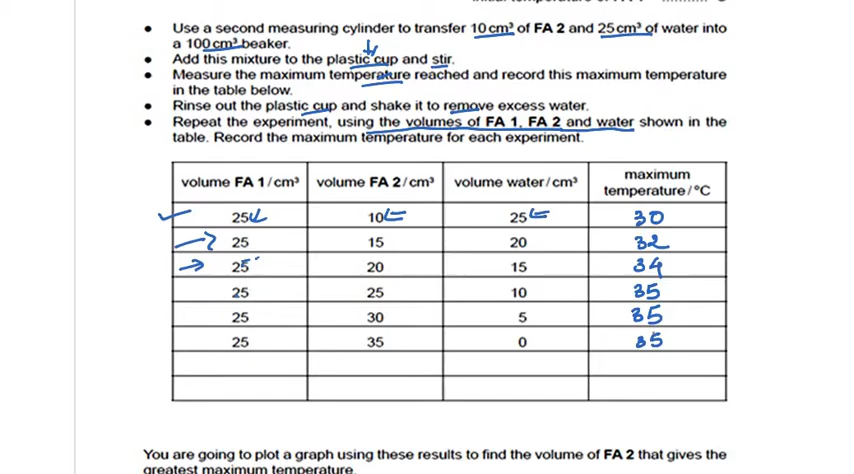 • Use a second measuring cylinder to transfer 10 cm³ of FA 2 and 25 cm³ of water into
a 100 cm³ beaker.
• Add this mixture to the plastic cup and stir.
• Measure the maximum temperature reached and record this maximum temperature
in the table below.
• Rinse out the plastic cup and shake it to remove excess water.
• Repeat the experiment, using the volumes of FA 1, FA 2 and water shown in the
table. Record the maximum temperature for each experiment.
volume FA 1/cm³ volume FA 2/cm³ volume water/cm³ maximum temperature/°C
25 10 25 30
25 15 20 32
25 20 15 34
25 25 10 35
25 30 5 35
25 35 0 35
You are going to plot a graph using these results to find the volume of FA 2 that gives the
greatest maximum temperature.